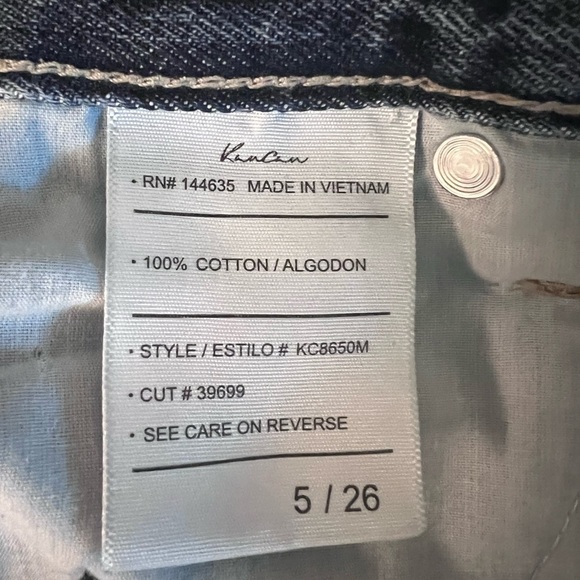 KanCan
• RN# 144635 MADE IN VIETNAM
• 100% COTTON / ALGODON
• STYLE / ESTILO # KC8650M
• CUT # 39699
• SEE CARE ON REVERSE
5 / 26